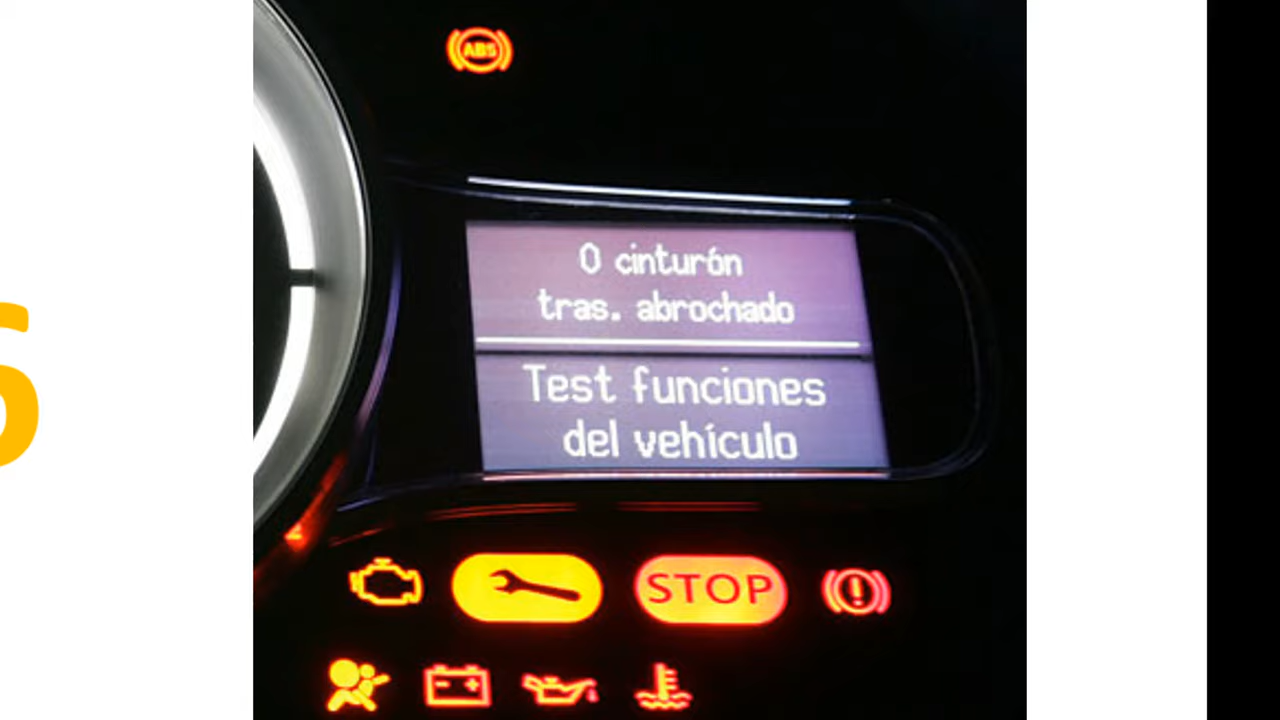 ABS
0 cinturón
tras. abrochado
Test funciones
del vehículo
STOP